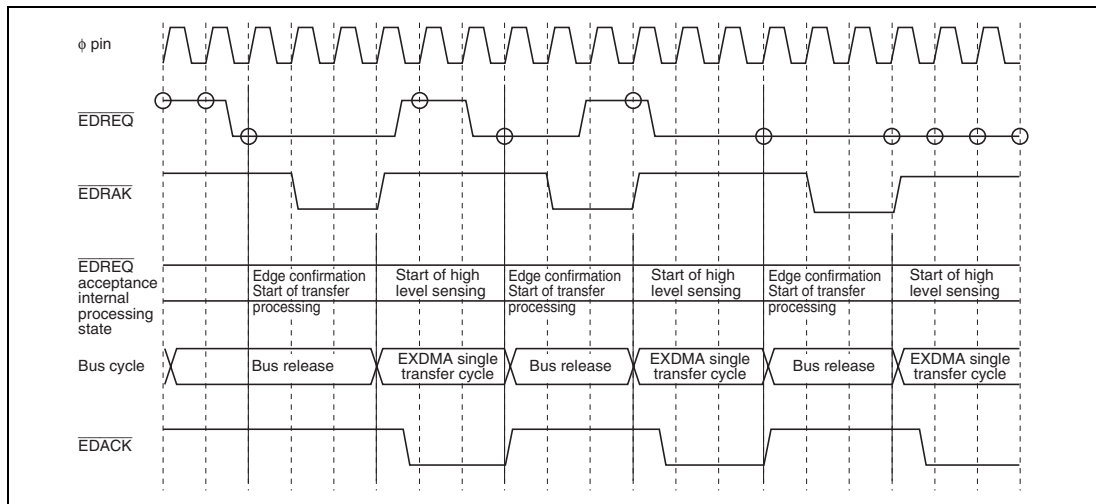 ϕ pin
EDREQ
EDRAK
EDREQ
acceptance
internal
processing
state
Edge confirmation
Start of transfer
processing
Start of high
level sensing
Edge confirmation
Start of transfer
processing
Start of high
level sensing
Edge confirmation
Start of transfer
processing
Start of high
level sensing
Bus cycle
Bus release
EXDMA single
transfer cycle
Bus release
EXDMA single
transfer cycle
Bus release
EXDMA single
transfer cycle
EDACK